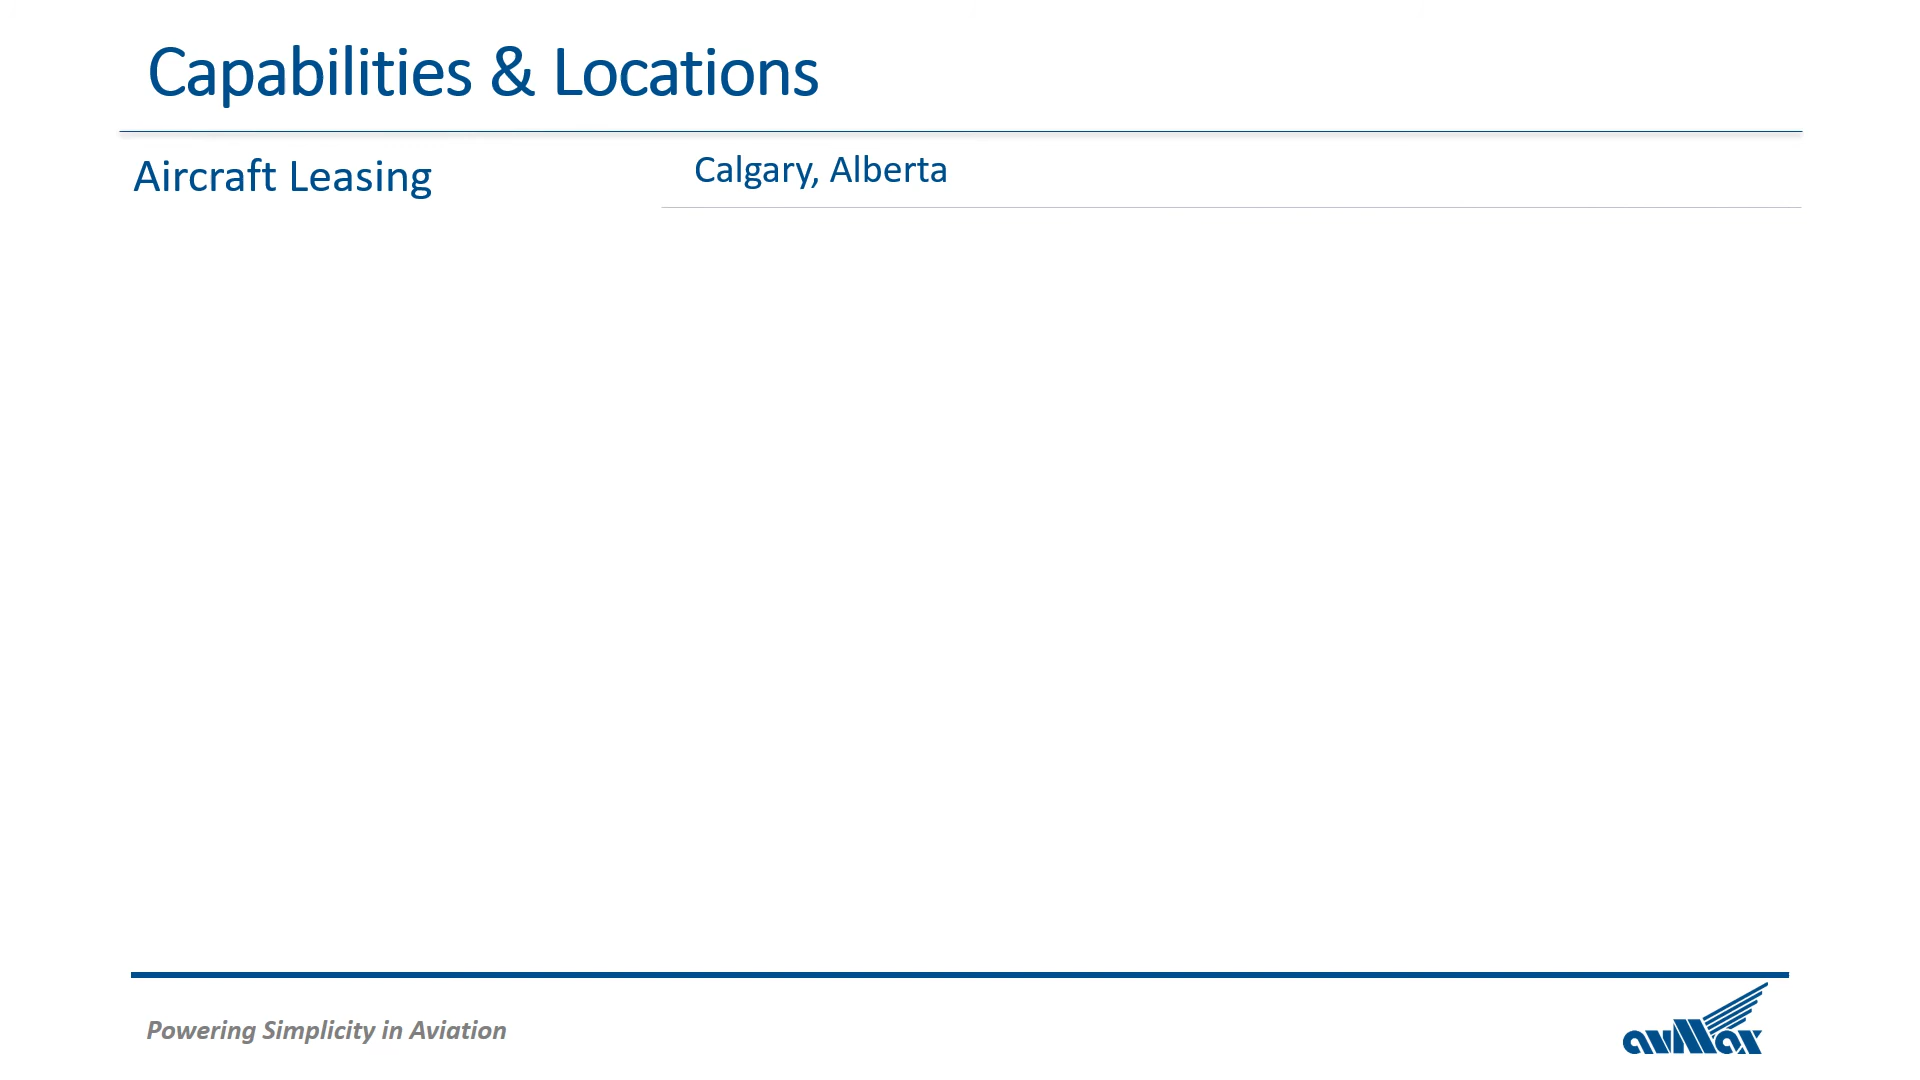 Capabilities & Locations
Aircraft Leasing
Calgary, Alberta
Powering Simplicity in Aviation
avMax